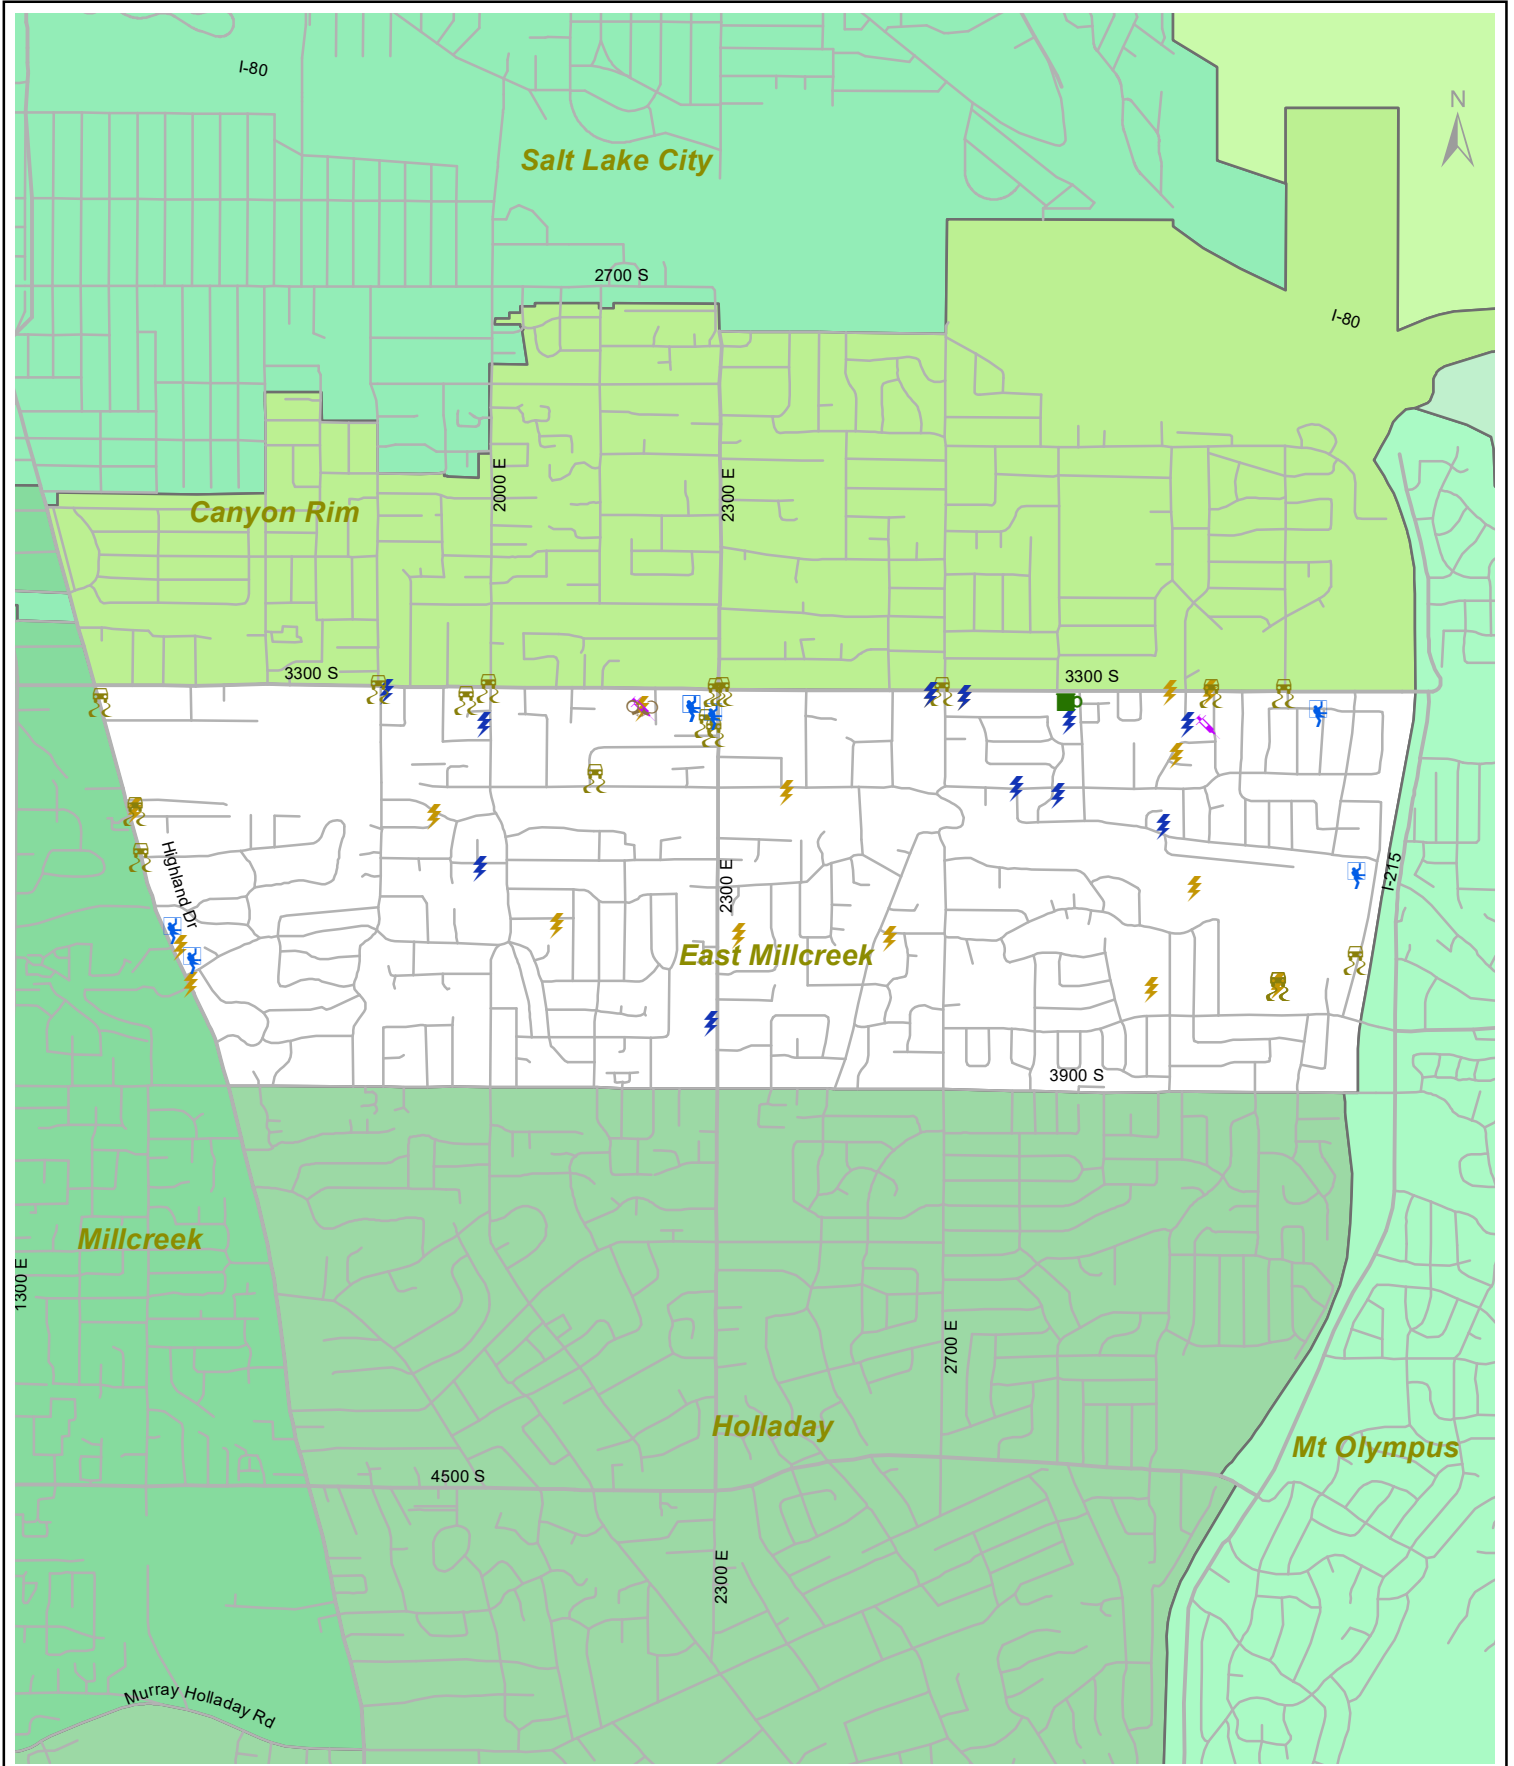 I-80
N
Salt Lake City
2700 S
I-80
2000 E
2300 E
Canyon Rim
3300 S
3300 S
Highland Dr
2300 E
I-215
East Millcreek
3900 S
Millcreek
1300 E
2700 E
Holladay
Mt Olympus
4500 S
2300 E
Murray Holladay Rd